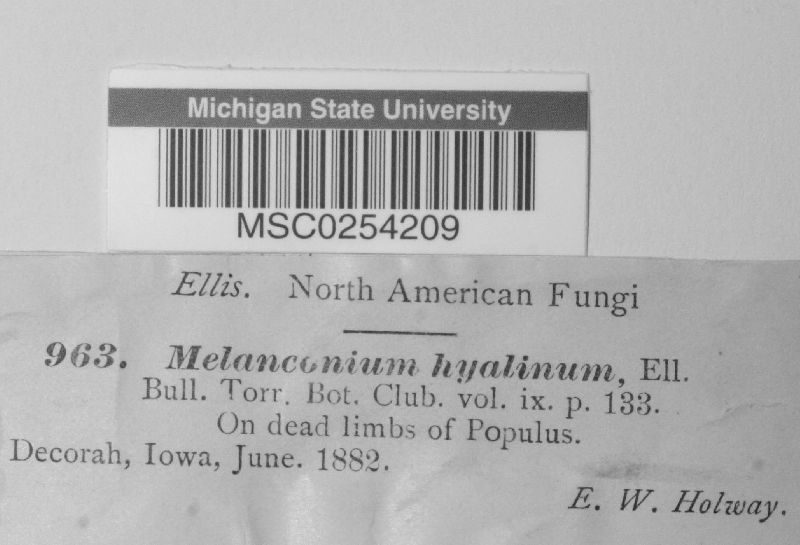 Michigan State University
MSC0254209
Ellis. North American Fungi
963. Melanconium hyalinum, Ell.
Bull. Torr. Bot. Club. vol. ix. p. 133.
On dead limbs of Populus.
Decorah, Iowa, June. 1882.
E. W. Holway.